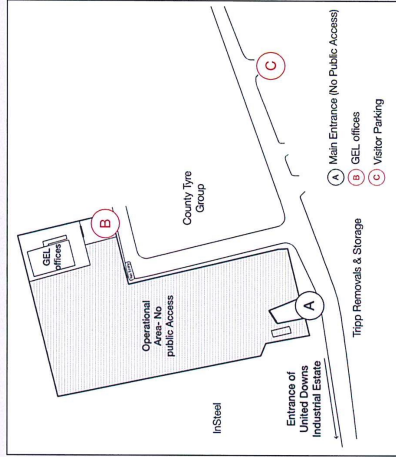 GEL
offices
B
C
County Tyre
Group
Operational
Area- No
public Access
InSteel
A
Entrance of
United Downs
Industrial Estate
Tripp Removals & Storage
A Main Entrance (No Public Access)
B GEL offices
C Visitor Parking